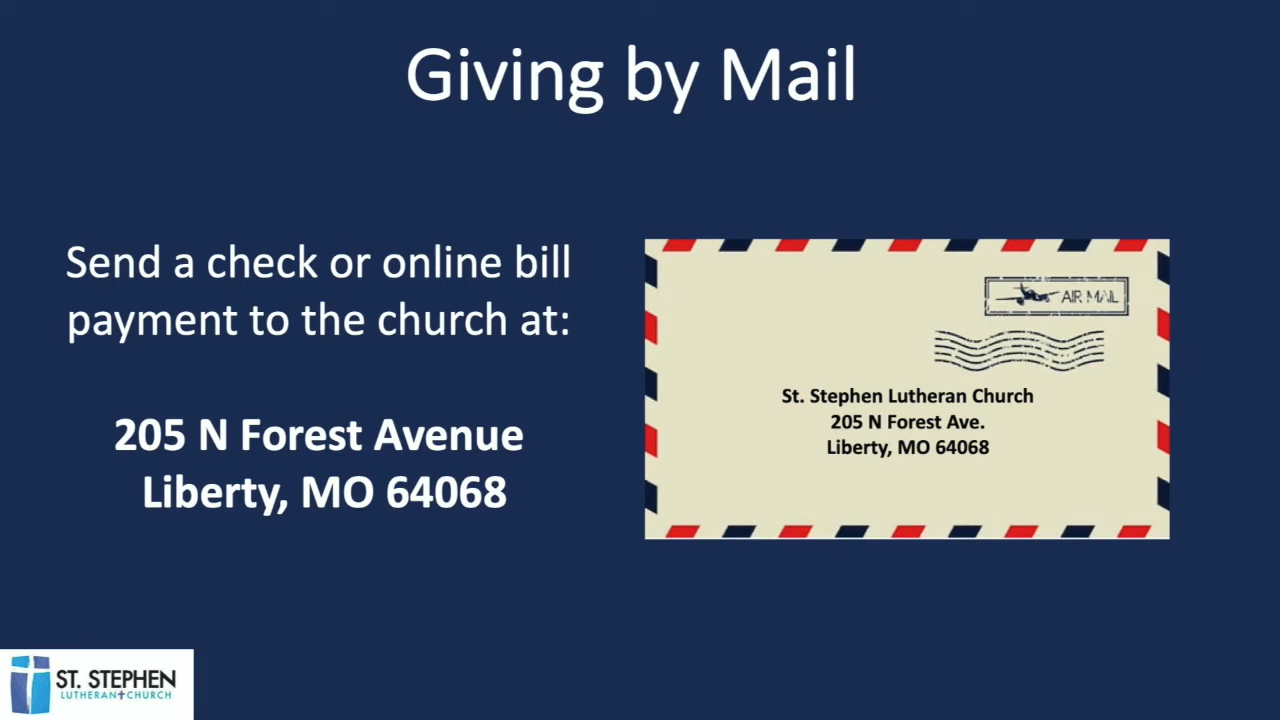 Giving by Mail
Send a check or online bill
payment to the church at:
205 N Forest Avenue
Liberty, MO 64068
AIR MAIL
St. Stephen Lutheran Church
205 N Forest Ave.
Liberty, MO 64068
ST. STEPHEN
LUTHERAN CHURCH